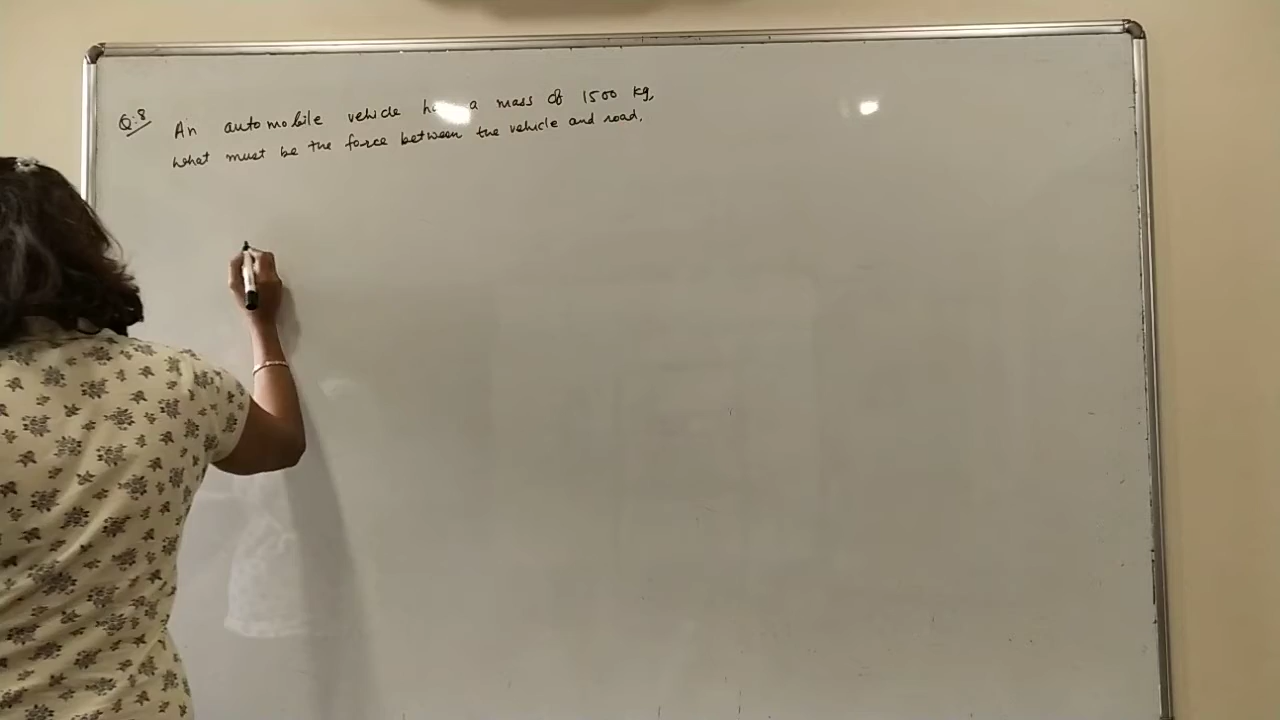 Q:8 An automobile vehicle a mass of 1500 kg,
what must be the force between the vehicle and road.